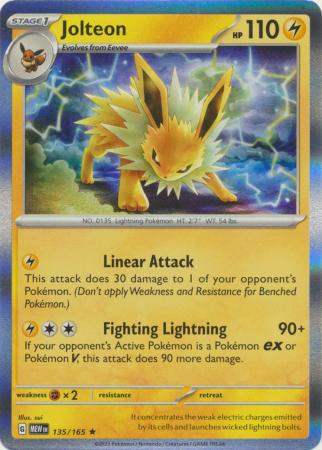 STAGE 1 Jolteon HP 110
Evolves from Eevee
NO. 0135 Lightning Pokémon HT: 2'7" WT: 54 lbs.
Linear Attack
This attack does 30 damage to 1 of your opponent's
Pokémon. (Don't apply Weakness and Resistance for Benched
Pokémon.)
Fighting Lightning 90+
If your opponent's Active Pokémon is a Pokémon ex or
Pokémon V, this attack does 90 more damage.
weakness ×2 resistance retreat
Illus. sui
G MEW EN 135/165 ★
It concentrates the weak electric charges emitted
by its cells and launches wicked lightning bolts.
©2023 Pokémon / Nintendo / Creatures / GAME FREAK